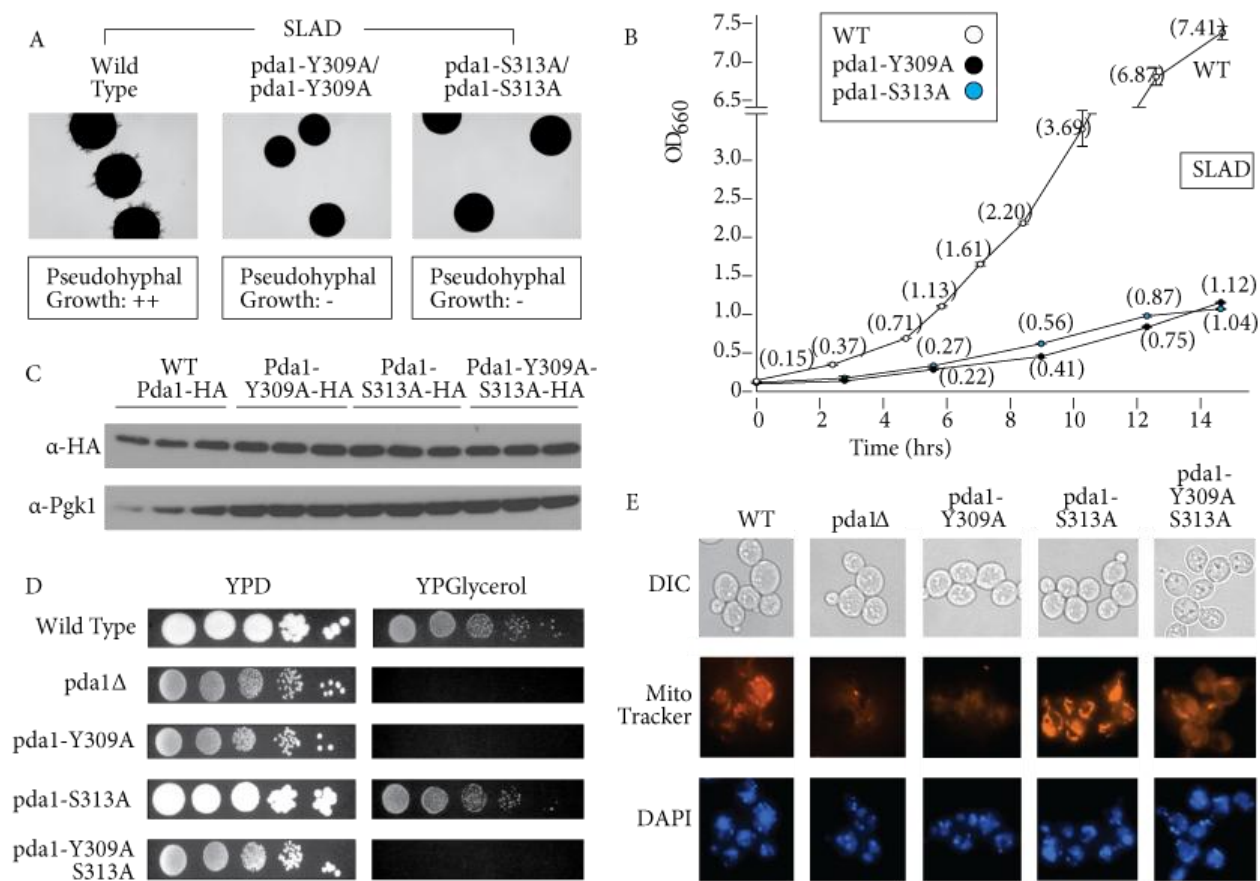 A
SLAD
Wild
Type
pda1-Y309A/
pda1-Y309A
pda1-S313A/
pda1-S313A
Pseudohyphal
Growth: ++
Pseudohyphal
Growth: -
Pseudohyphal
Growth: -
B
WT
pda1-Y309A
pda1-S313A
OD660
7.5
7.0
6.5
3.0
2.5
2.0
1.5
1.0
0.5
0
(7.41)
WT
(6.87)
(3.69)
SLAD
(2.20)
(1.61)
(1.13)
(0.71)
(0.37)
(0.15)
(0.27)
(0.22)
(0.56)
(0.41)
(0.87)
(0.75)
(1.12)
(1.04)
0 2 4 6 8 10 12 14
Time (hrs)
C
WT
Pda1-HA
Pda1-
Y309A-HA
Pda1-
S313A-HA
Pda1-Y309A-
S313A-HA
α-HA
α-Pgk1
D
YPD
YPGlycerol
Wild Type
pda1Δ
pda1-Y309A
pda1-S313A
pda1-Y309A
S313A
E
WT
pda1Δ
pda1-
Y309A
pda1-
S313A
pda1-
Y309A
S313A
DIC
Mito
Tracker
DAPI